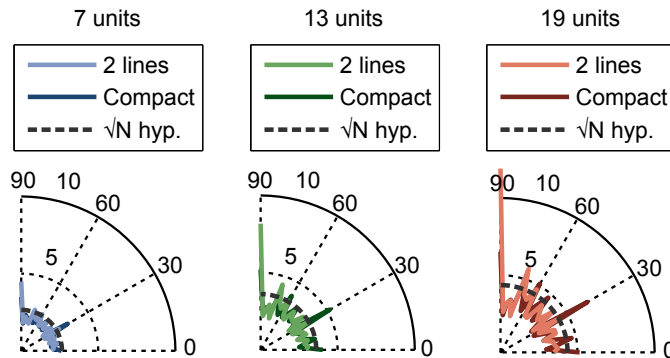 7 units
2 lines
Compact
√N hyp.
90
10
60
5
30
0
13 units
2 lines
Compact
√N hyp.
90
10
60
5
30
0
19 units
2 lines
Compact
√N hyp.
90
10
60
5
30
0